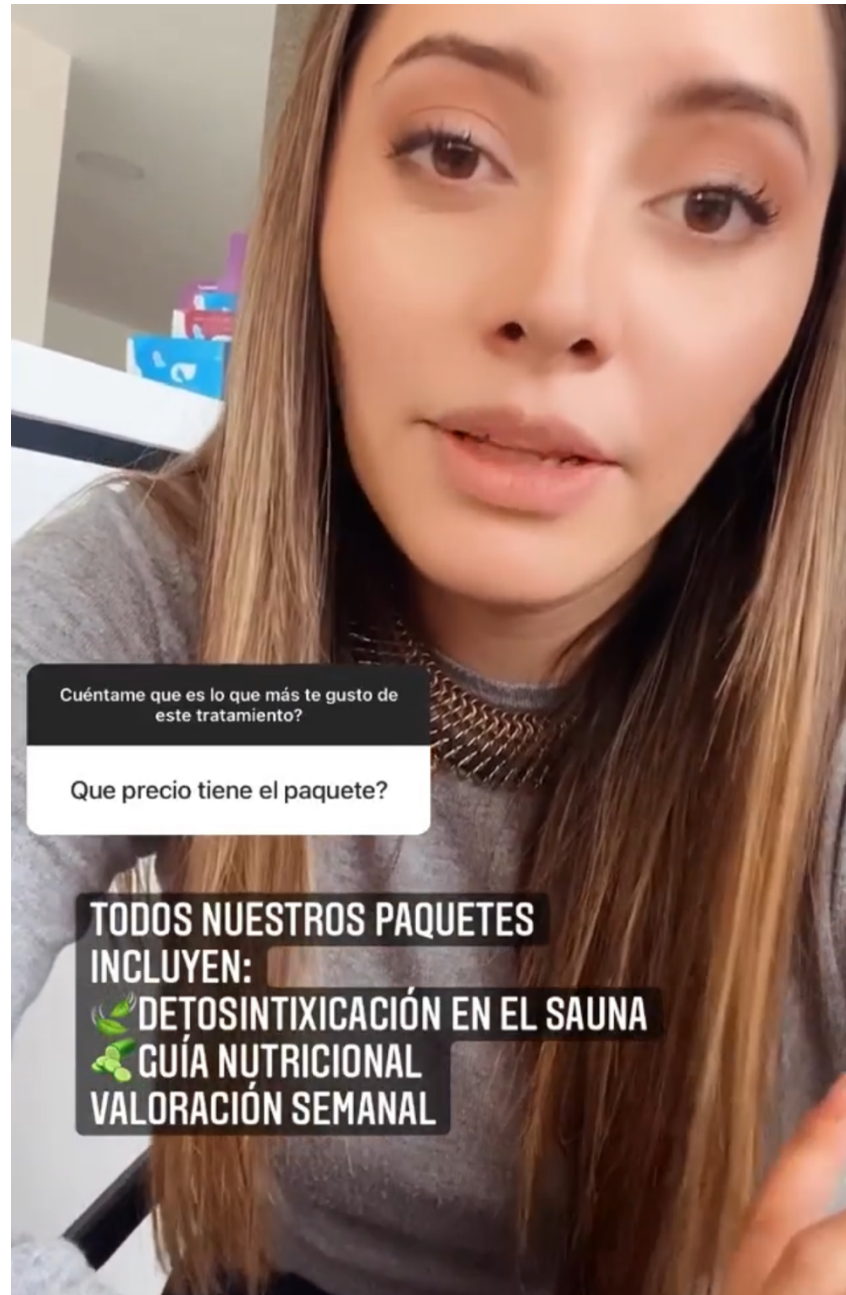 Cuéntame que es lo que más te gusto de
este tratamiento?
Que precio tiene el paquete?
TODOS NUESTROS PAQUETES
INCLUYEN:
🍃DETOSINTIXICACIÓN EN EL SAUNA
🥒GUÍA NUTRICIONAL
VALORACIÓN SEMANAL